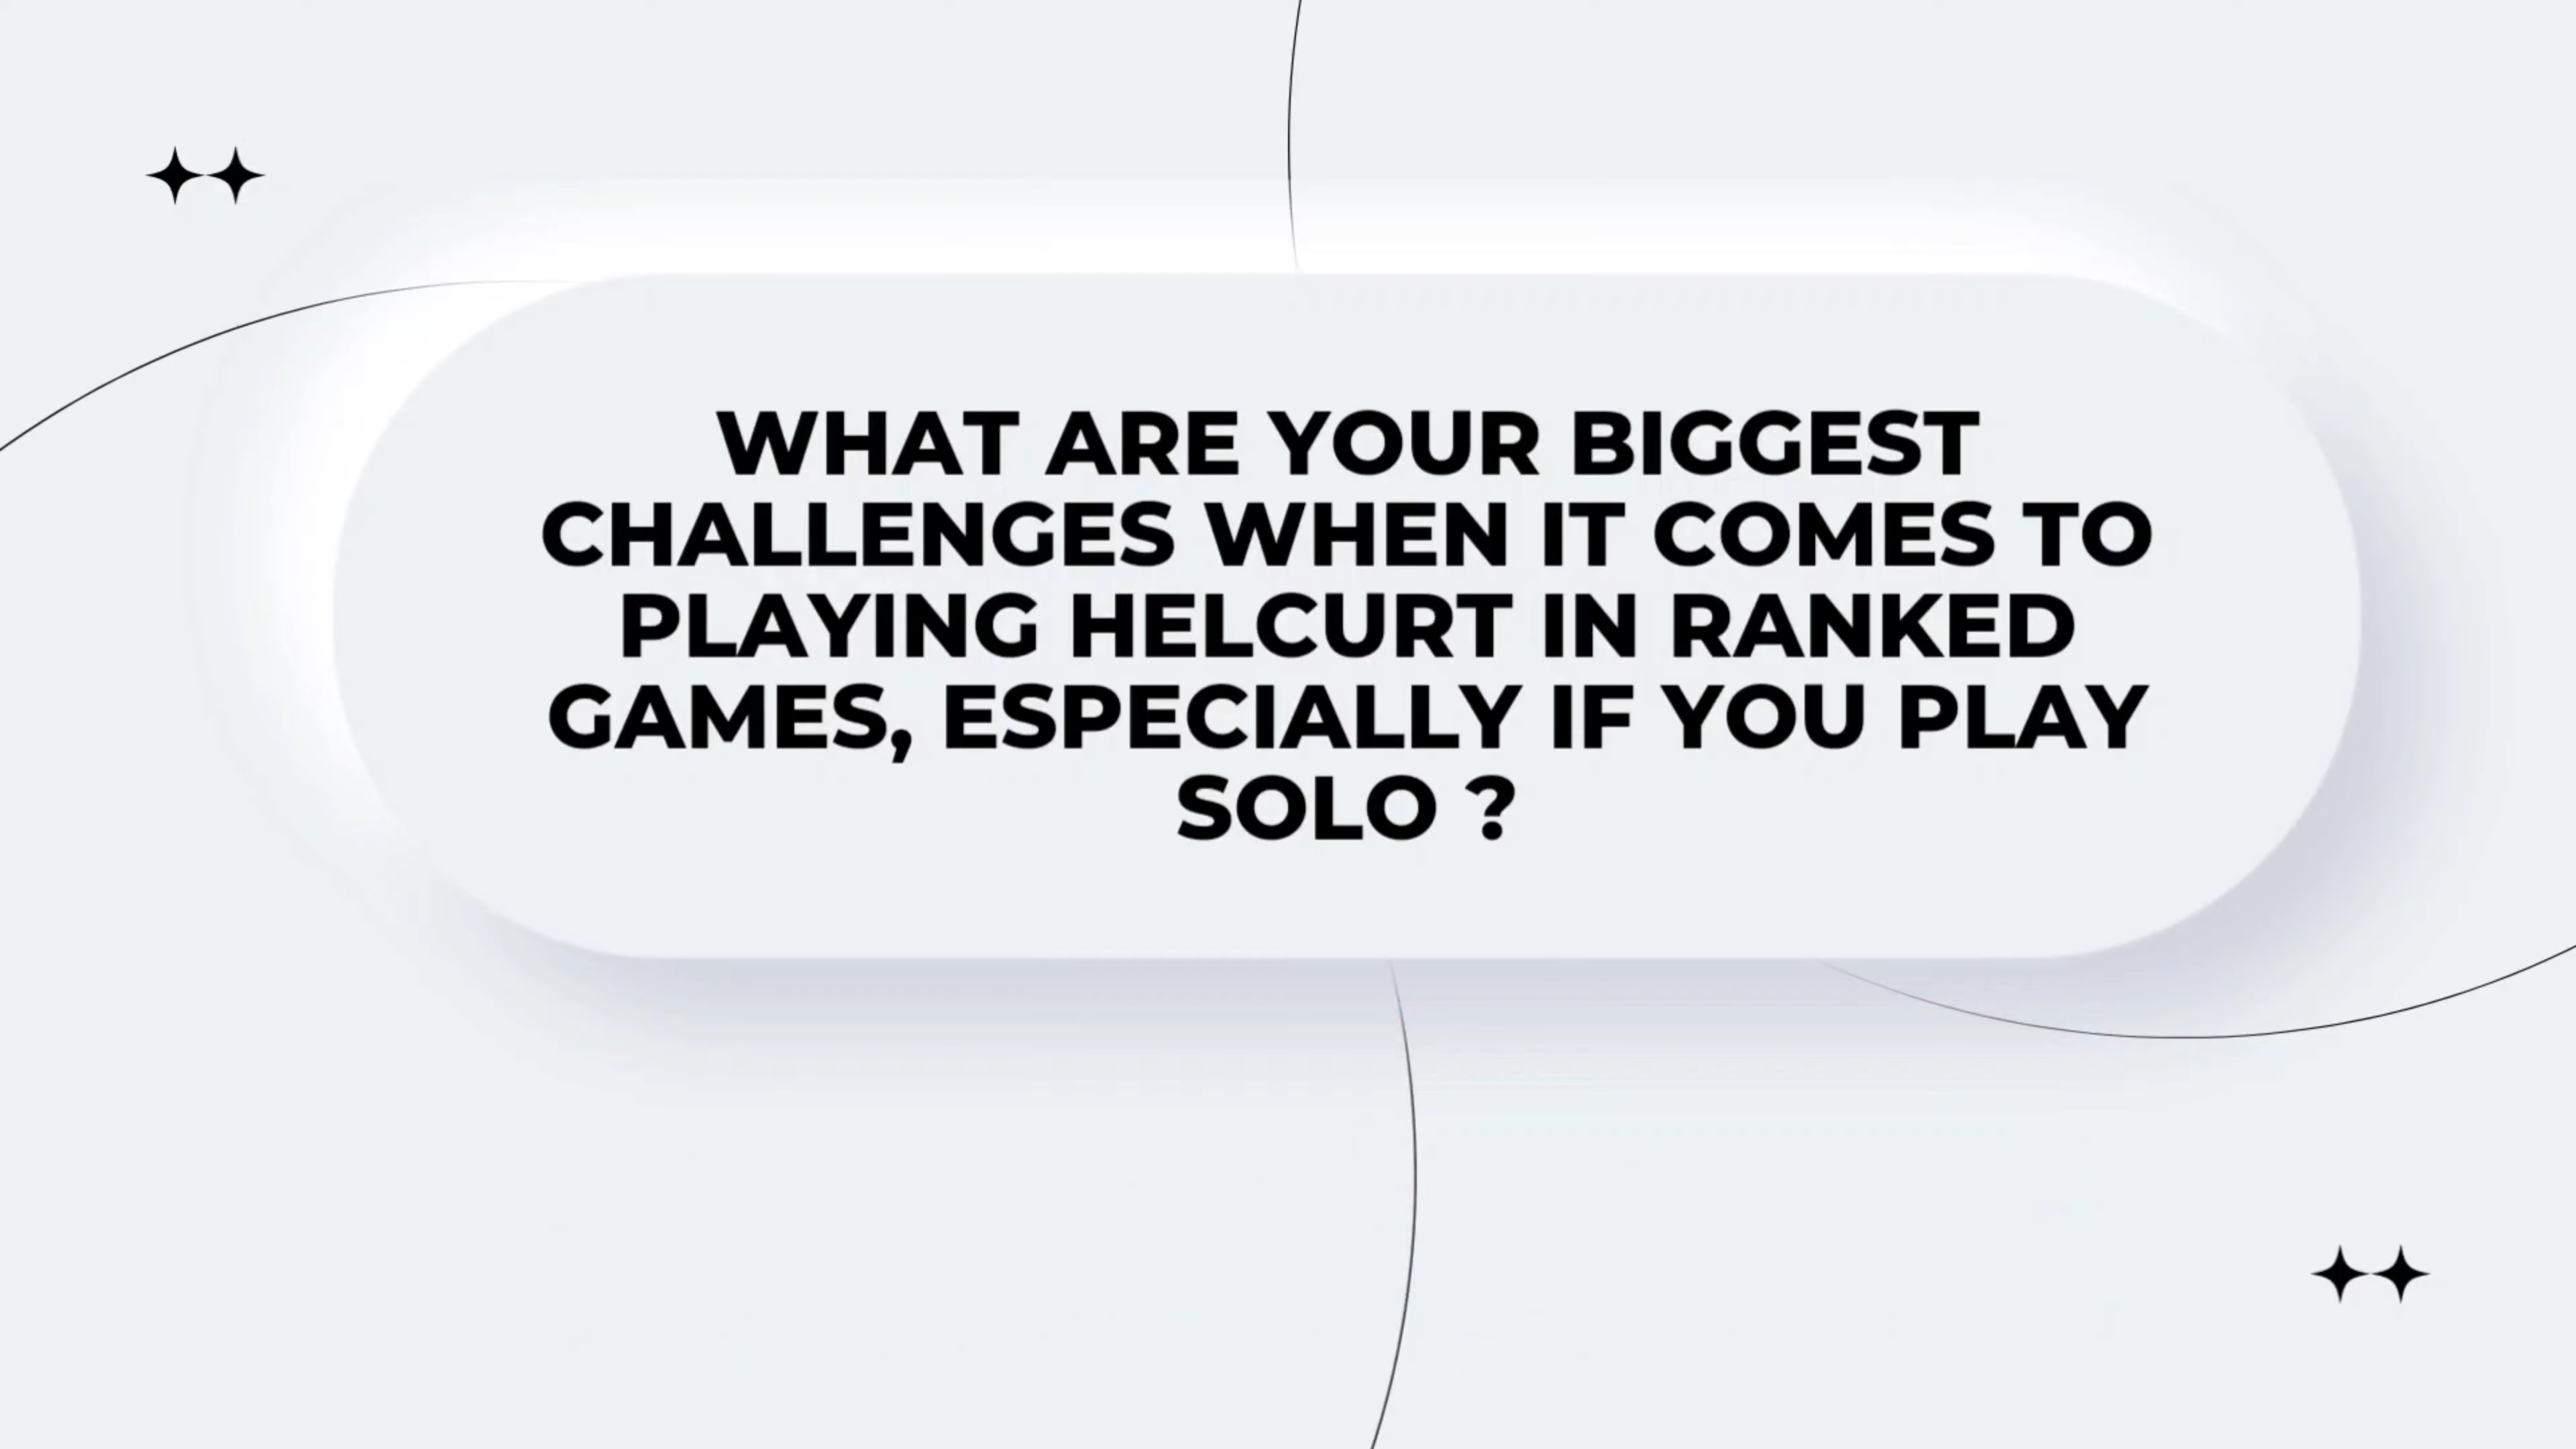 WHAT ARE YOUR BIGGEST
CHALLENGES WHEN IT COMES TO
PLAYING HELCURT IN RANKED
GAMES, ESPECIALLY IF YOU PLAY
SOLO ?